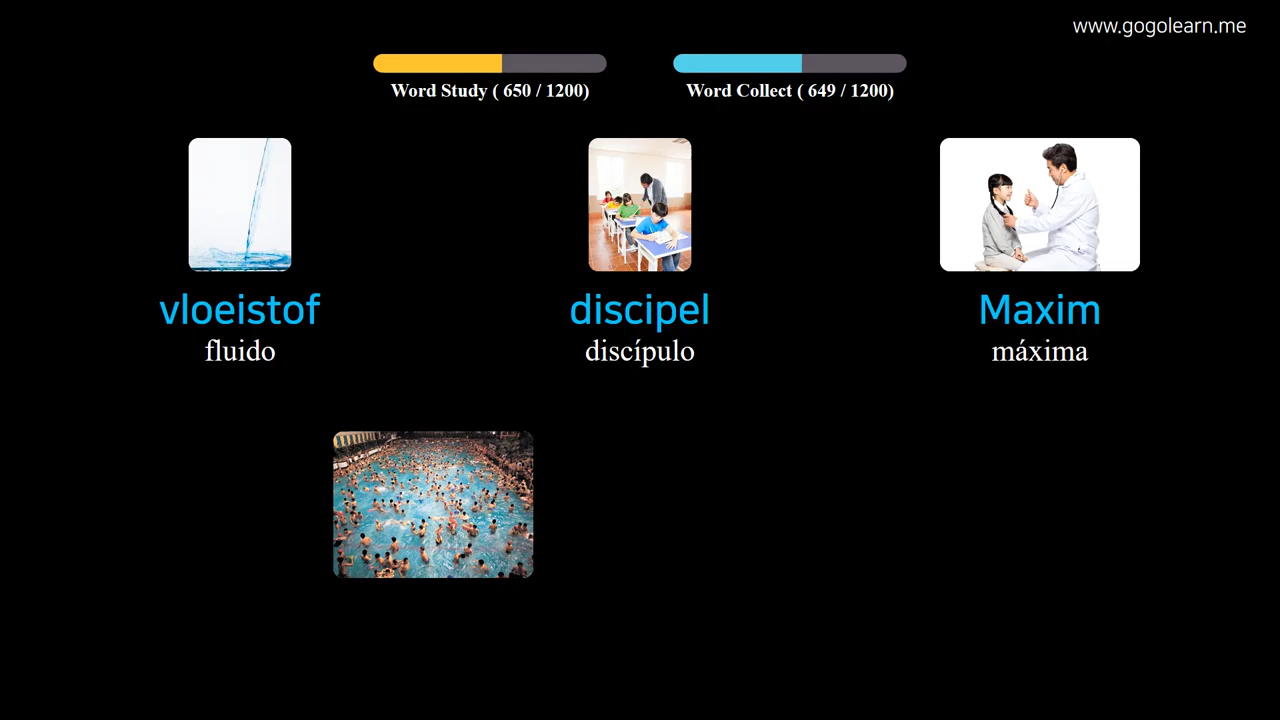 www.gogolearn.me
Word Study ( 650 / 1200)
Word Collect ( 649 / 1200)
vloeistof
fluido
discipel
discípulo
Maxim
máxima